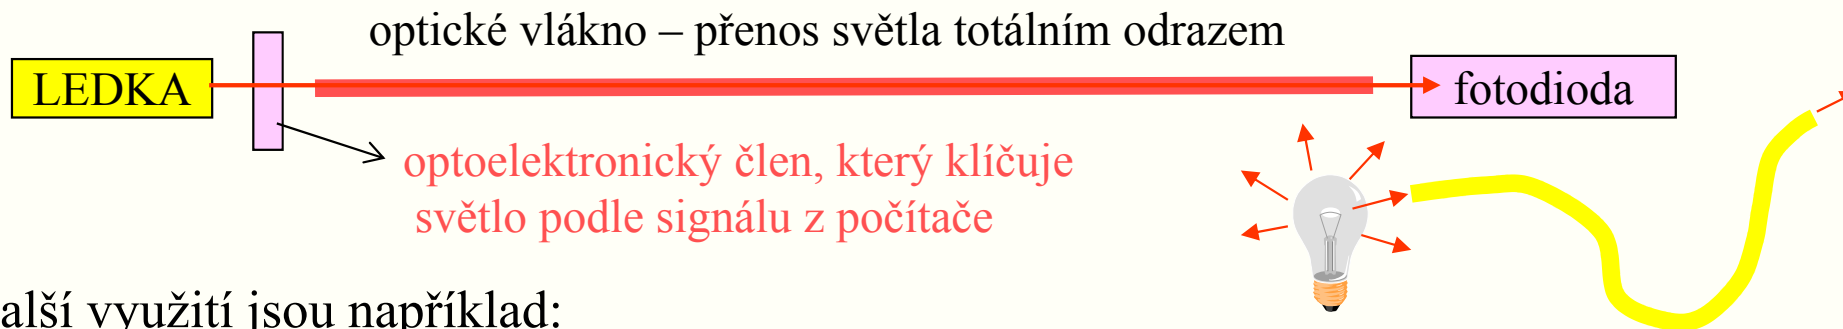 optické vlákno – přenos světla totálním odrazem
LEDKA
fotodioda
optoelektronický člen, který klíčuje
světlo podle signálu z počítače
alší využití jsou například: